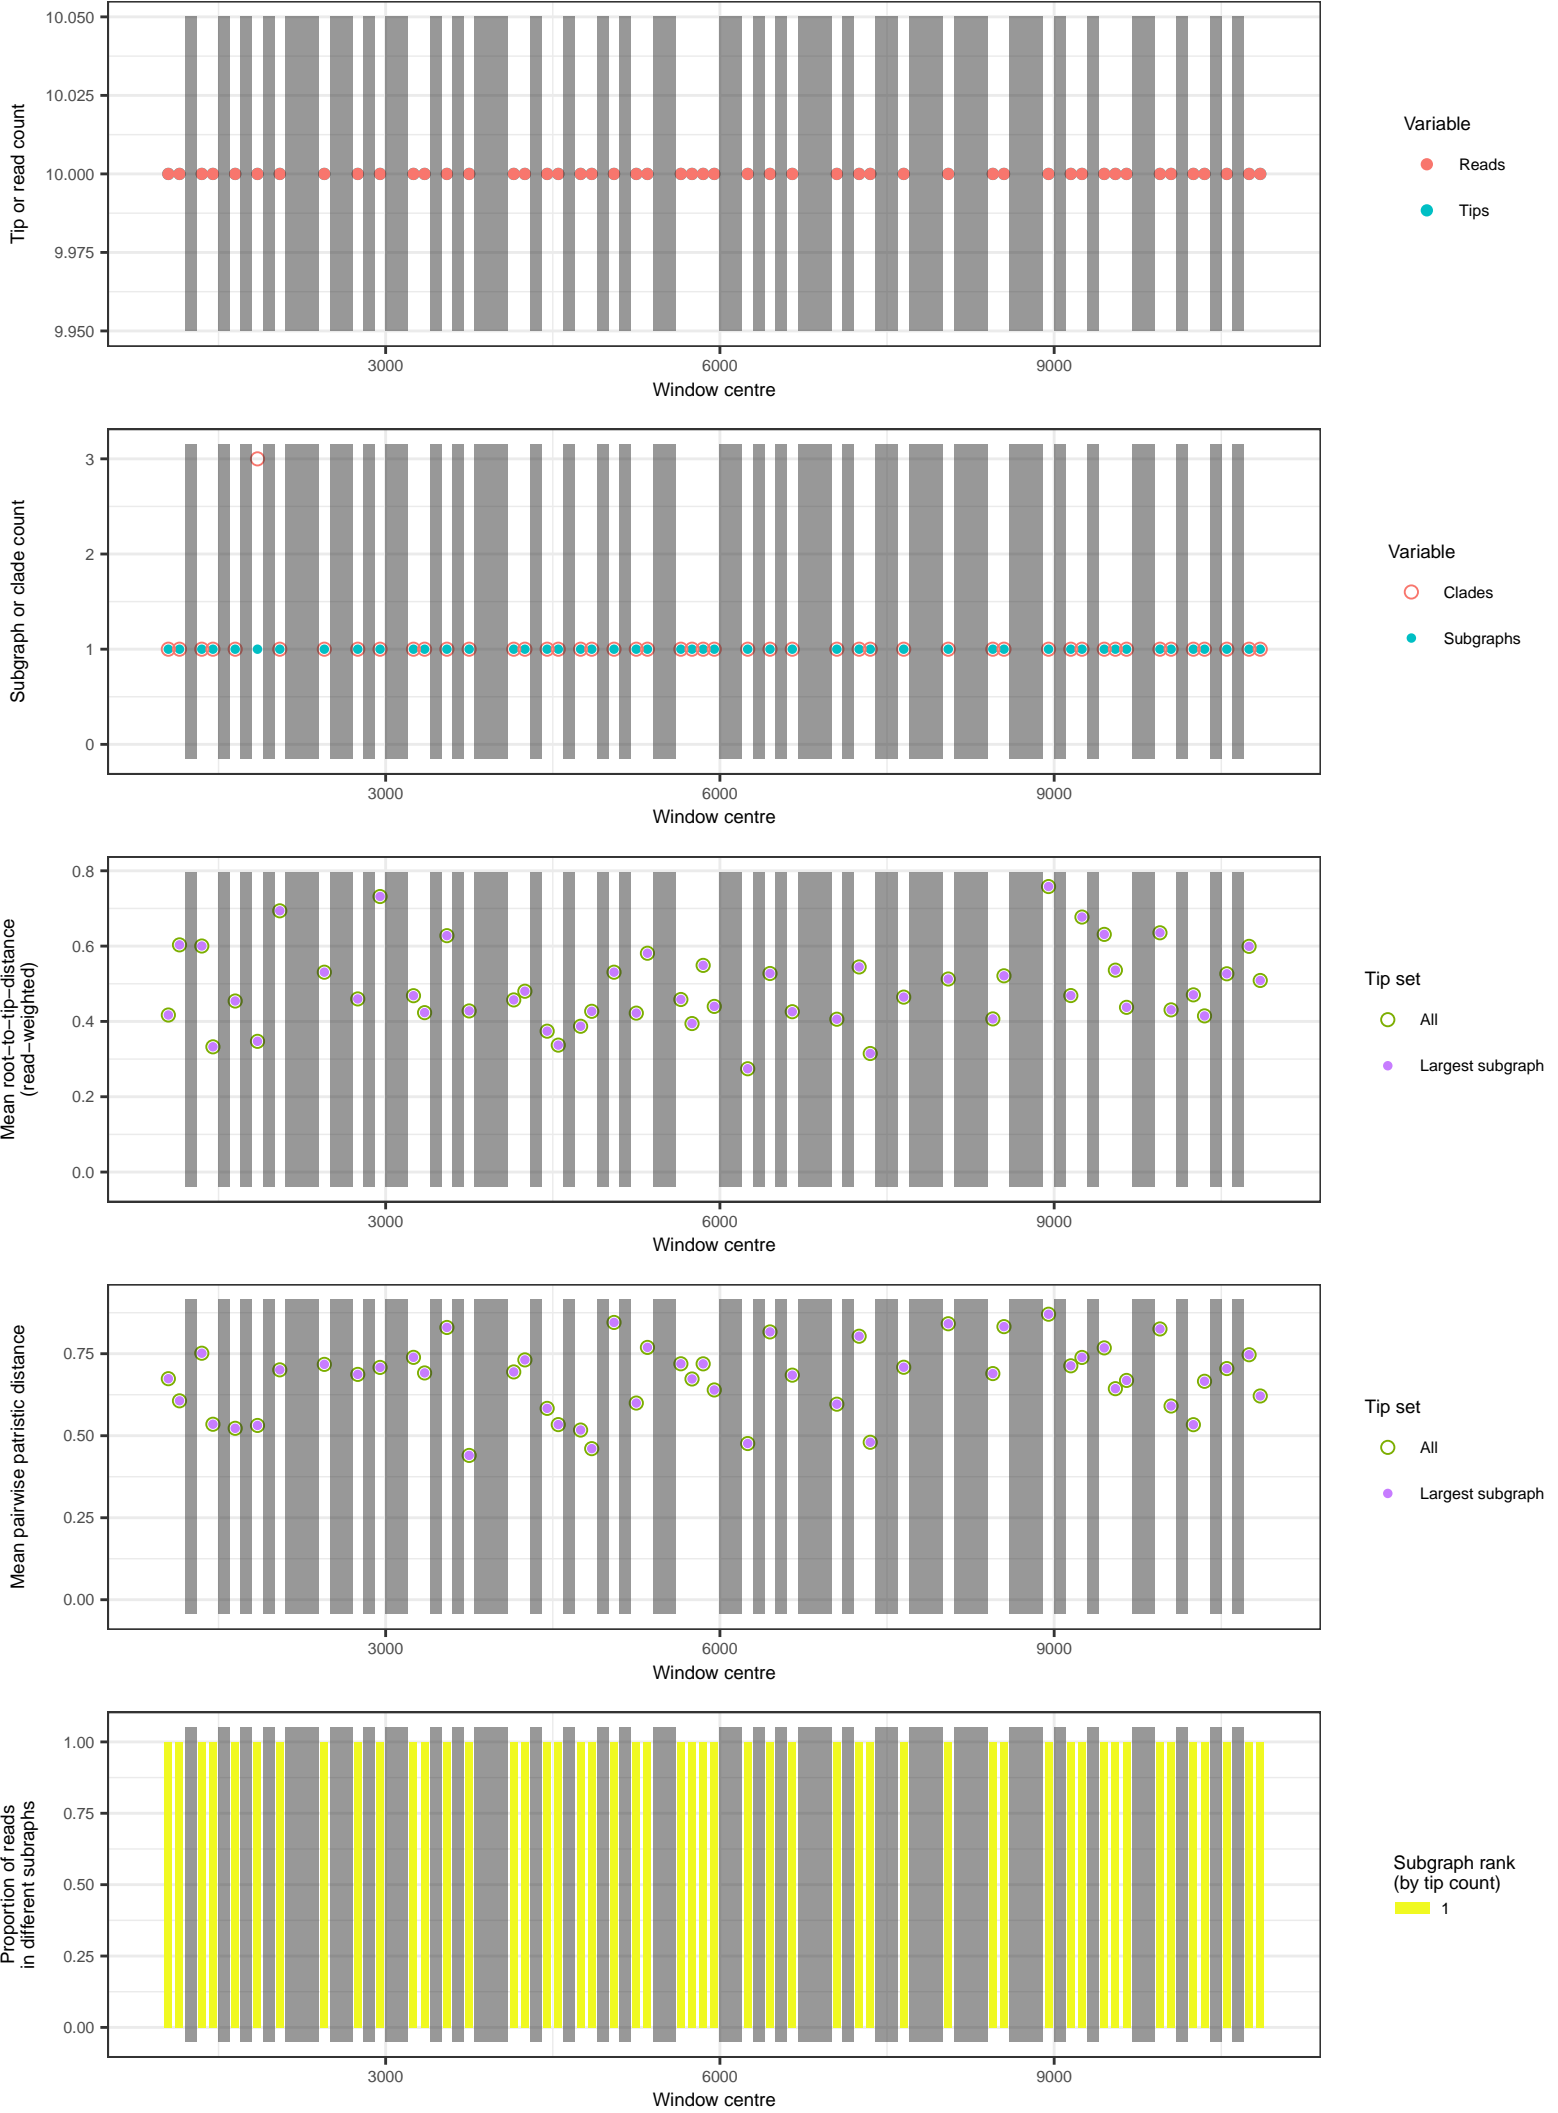 10.050
10.025
10.000
9.975
9.950
Tip or read count
3000
6000
9000
Window centre
Variable
Reads
Tips
3
2
1
0
Subgraph or clade count
3000
6000
9000
Window centre
Variable
Clades
Subgraphs
0.8
0.6
0.4
0.2
0.0
Mean root−to−tip−distance
(read−weighted)
3000
6000
9000
Window centre
Tip set
All
Largest subgraph
0.75
0.50
0.25
0.00
Mean pairwise patristic distance
3000
6000
9000
Window centre
Tip set
All
Largest subgraph
1.00
0.75
0.50
0.25
0.00
Proportion of reads
in different subraphs
3000
6000
9000
Window centre
Subgraph rank
(by tip count)
1